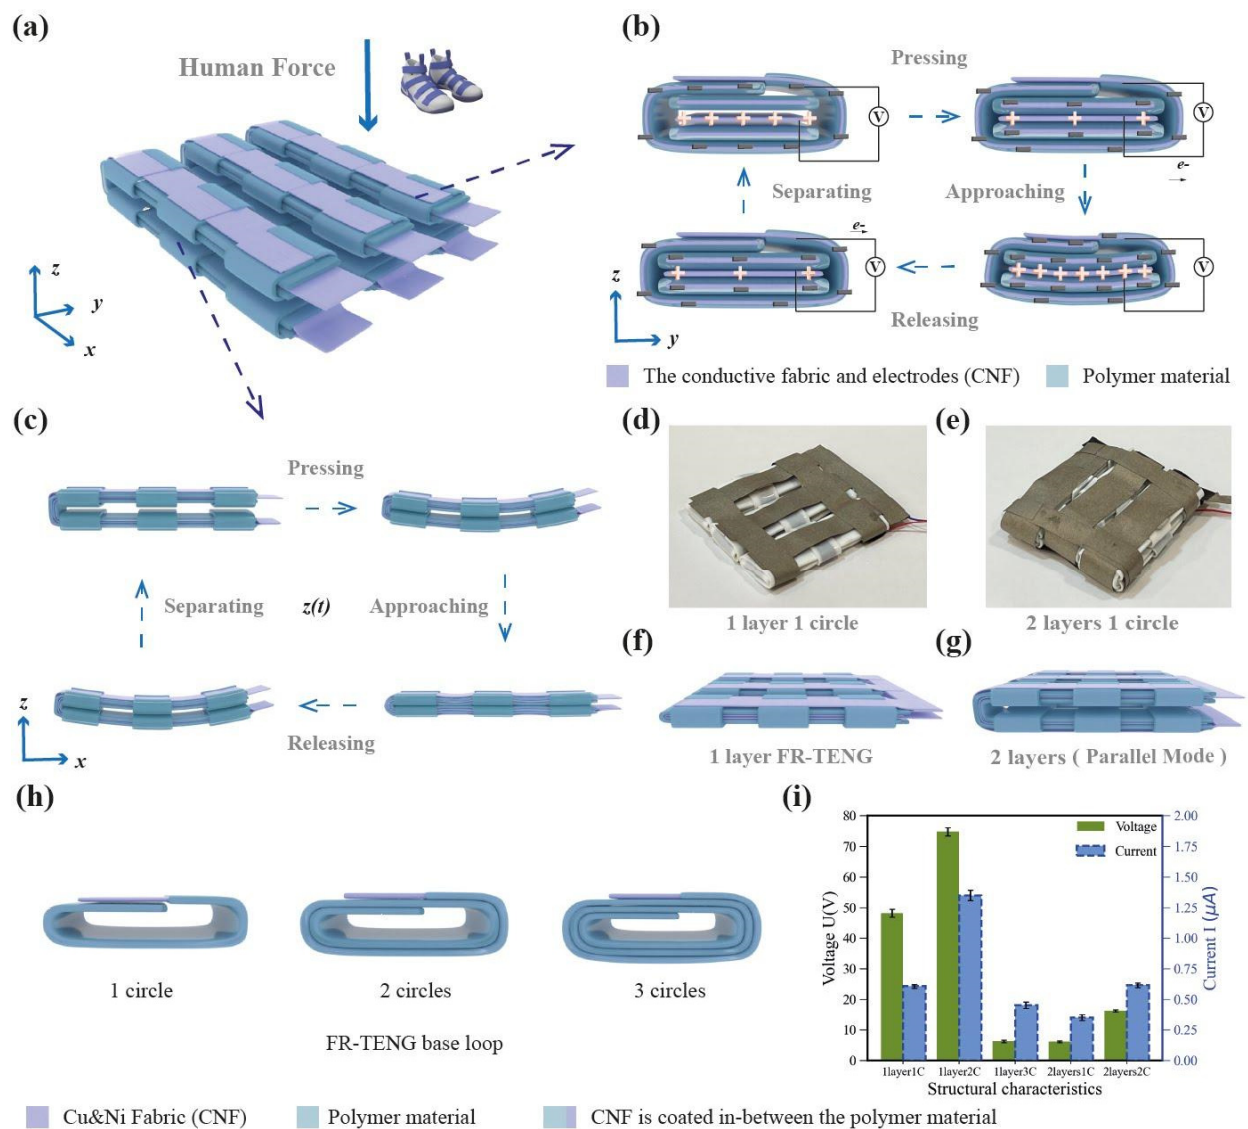 (a)
Human Force
z
y
x
(b)
Pressing
V
V
e-
Separating
Approaching
e-
V
V
z
Releasing
y
The conductive fabric and electrodes (CNF)
Polymer material
(c)
Pressing
Separating
z(t)
Approaching
z
Releasing
x
(d)
1 layer 1 circle
(e)
2 layers 1 circle
(f)
1 layer FR-TENG
(g)
2 layers ( Parallel Mode )
(h)
1 circle
2 circles
3 circles
FR-TENG base loop
(i)
80
70
60
50
40
30
20
10
0
Voltage U(V)
Voltage
Current
2.00
1.75
1.50
1.25
1.00
0.75
0.50
0.25
0.00
Current I (μA)
1layer1C
1layer2C
1layer3C
2layers1C
2layers2C
Structural characteristics
Cu&Ni Fabric (CNF)
Polymer material
CNF is coated in-between the polymer material